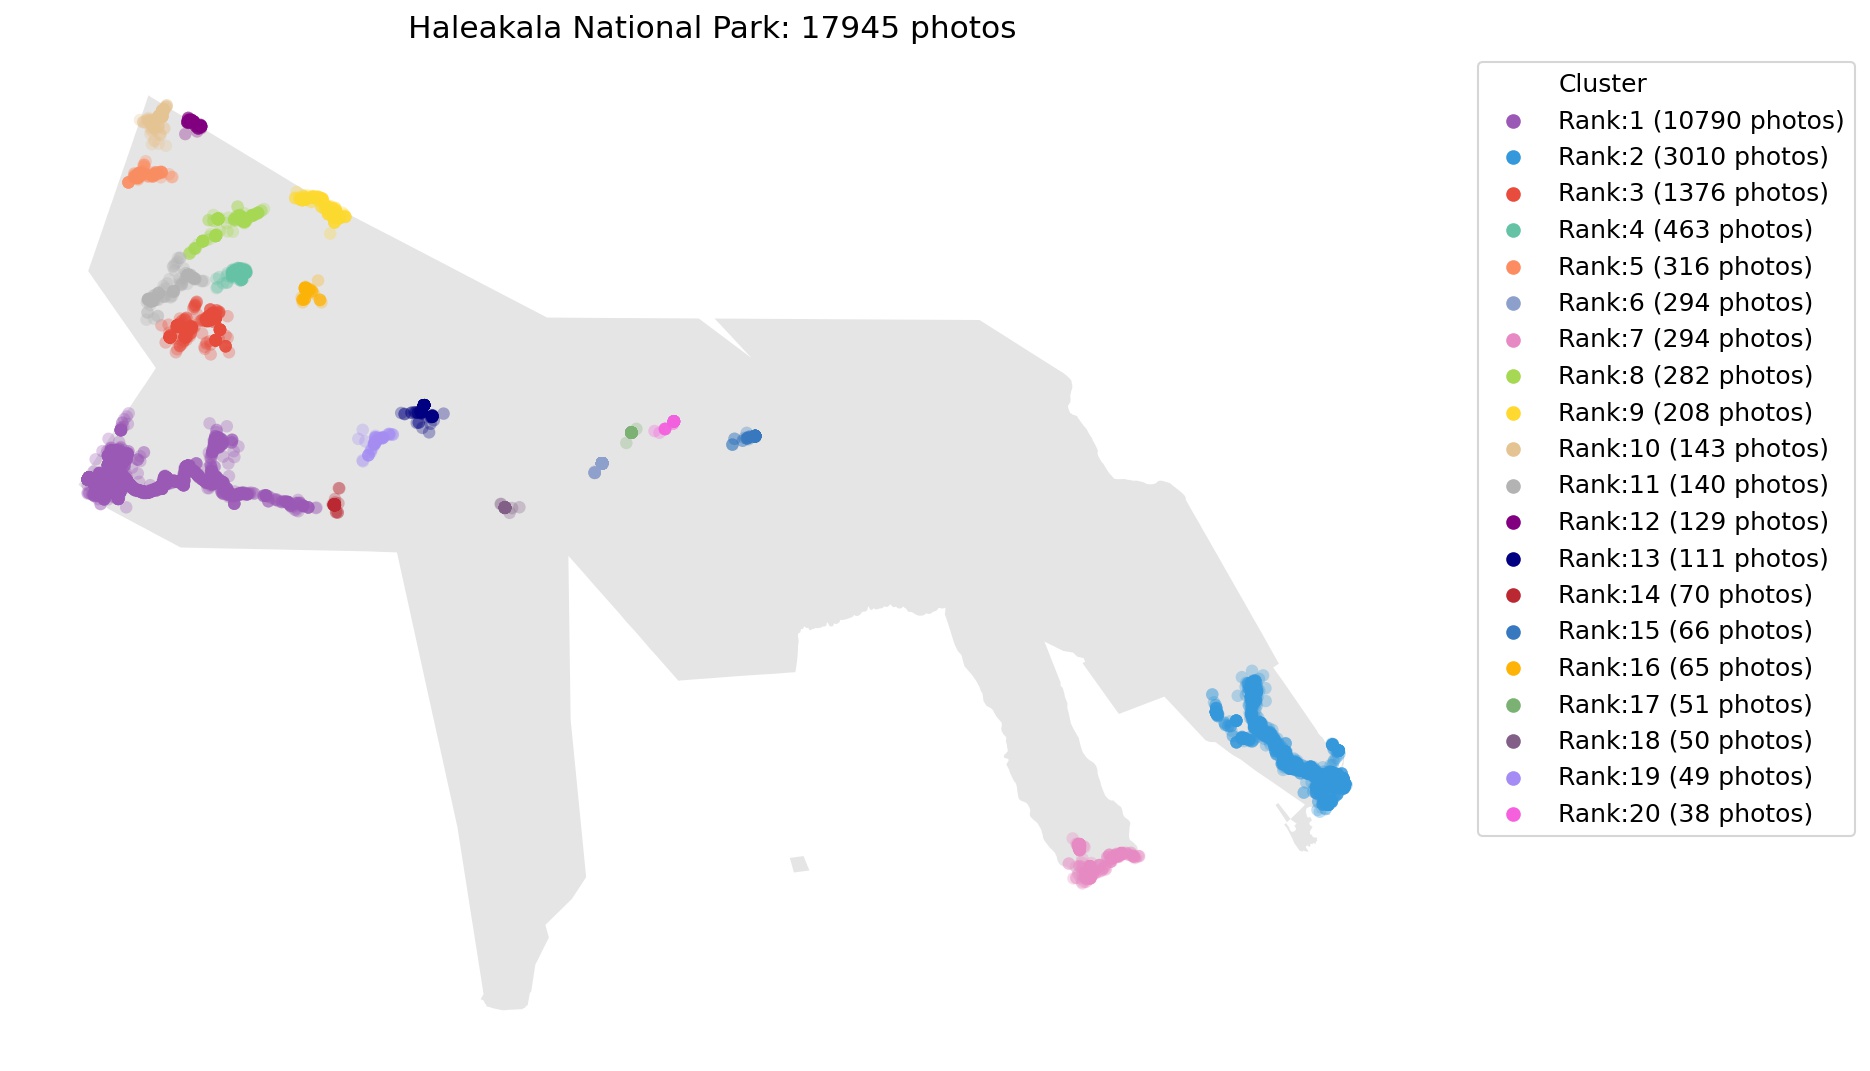 Haleakala National Park: 17945 photos
Cluster
Rank:1 (10790 photos)
Rank:2 (3010 photos)
Rank:3 (1376 photos)
Rank:4 (463 photos)
Rank:5 (316 photos)
Rank:6 (294 photos)
Rank:7 (294 photos)
Rank:8 (282 photos)
Rank:9 (208 photos)
Rank:10 (143 photos)
Rank:11 (140 photos)
Rank:12 (129 photos)
Rank:13 (111 photos)
Rank:14 (70 photos)
Rank:15 (66 photos)
Rank:16 (65 photos)
Rank:17 (51 photos)
Rank:18 (50 photos)
Rank:19 (49 photos)
Rank:20 (38 photos)